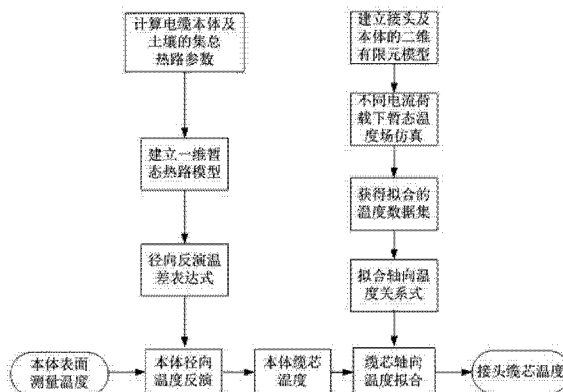 计算电缆本体及
土壤的集总
热路参数
建立一维暂
态热路模型
径向反演温
差表达式
建立接头及
本体的二维
有限元模型
不同电流荷
载下暂态温
度场仿真
获得拟合的
温度数据集
拟合轴向温
度关系式
本体表面
测量温度
本体径向
温度反演
本体缆芯
温度
缆芯轴向
温度拟合
接头缆芯温度